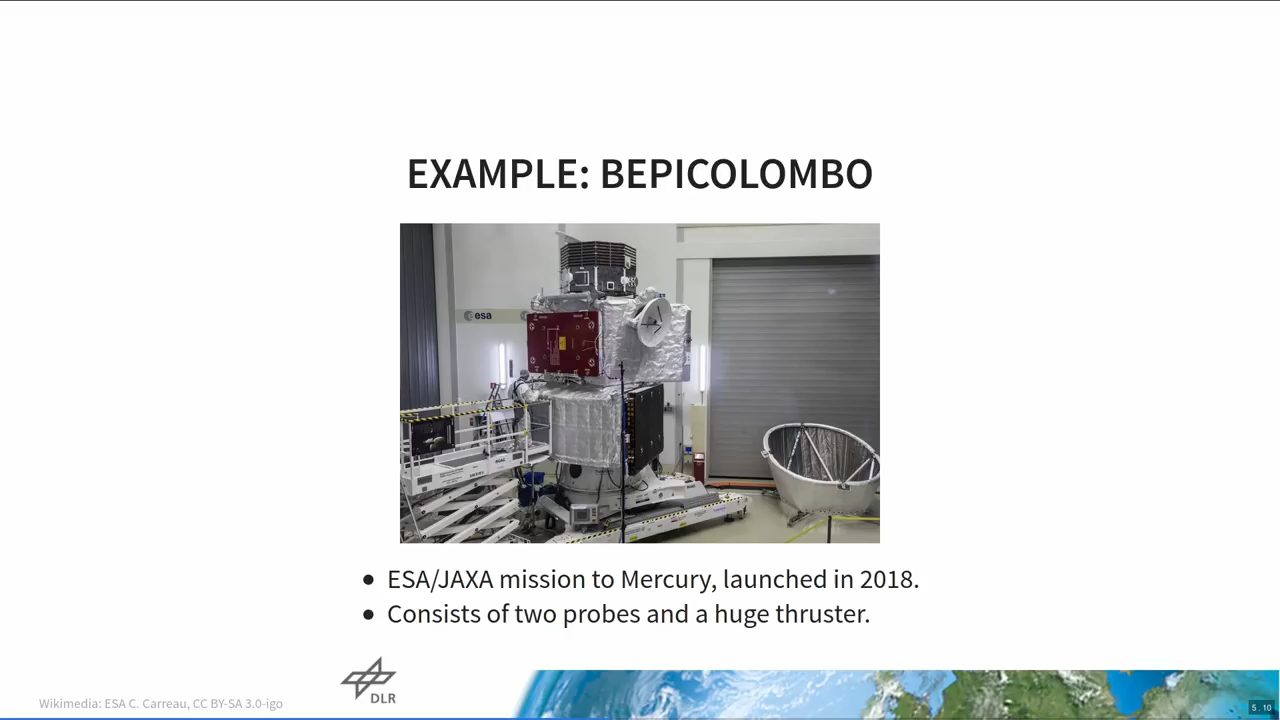 EXAMPLE: BEPICOLOMBO
esa
• ESA/JAXA mission to Mercury, launched in 2018.
• Consists of two probes and a huge thruster.
DLR
Wikimedia: ESA C. Carreau, CC BY-SA 3.0-igo
5.10